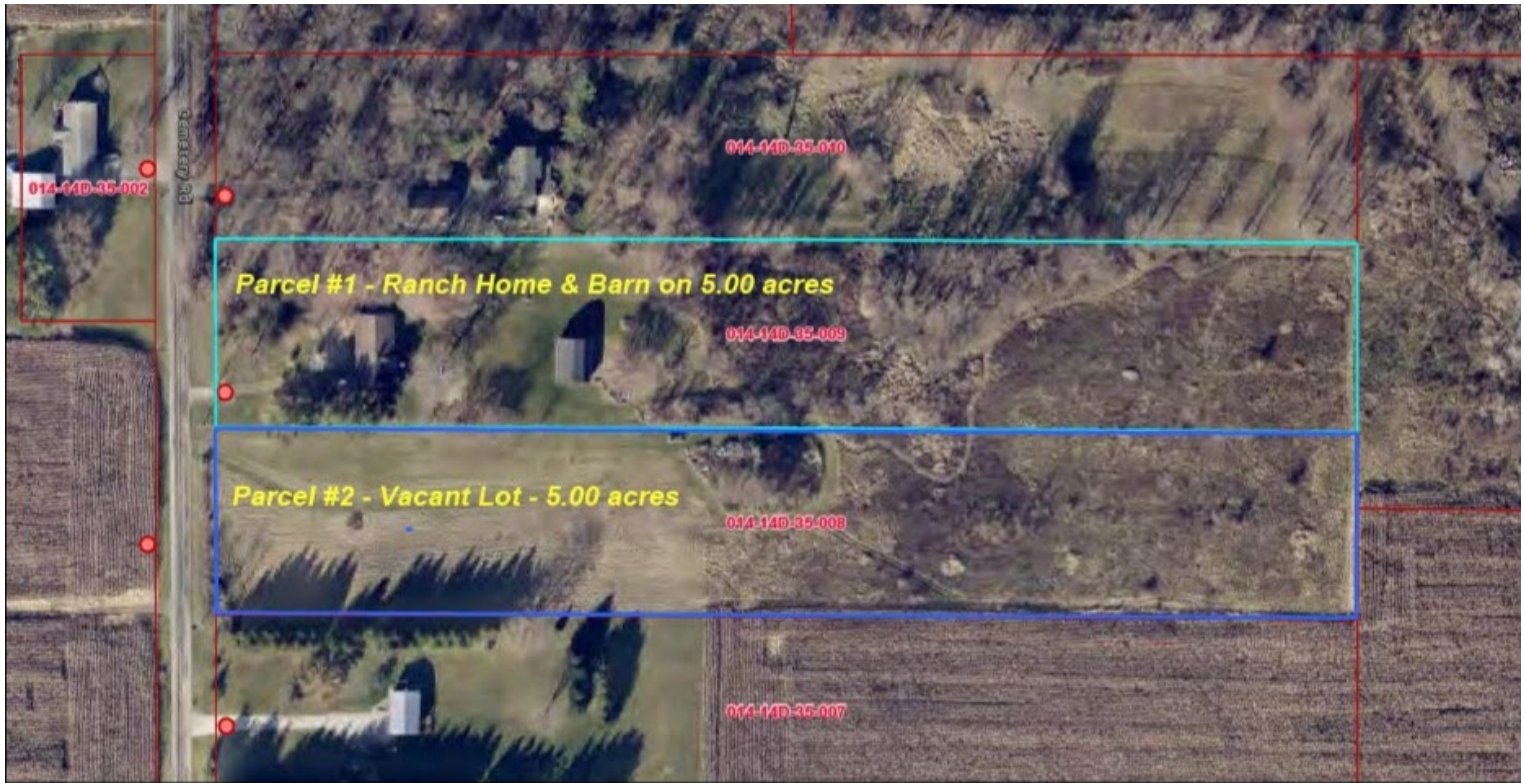 014-14D-35-010
014-14D-35-002
Cemetery Rd
Parcel #1 - Ranch Home & Barn on 5.00 acres
014-14D-35-009
Parcel #2 - Vacant Lot - 5.00 acres
014-14D-35-008
014-14D-35-007